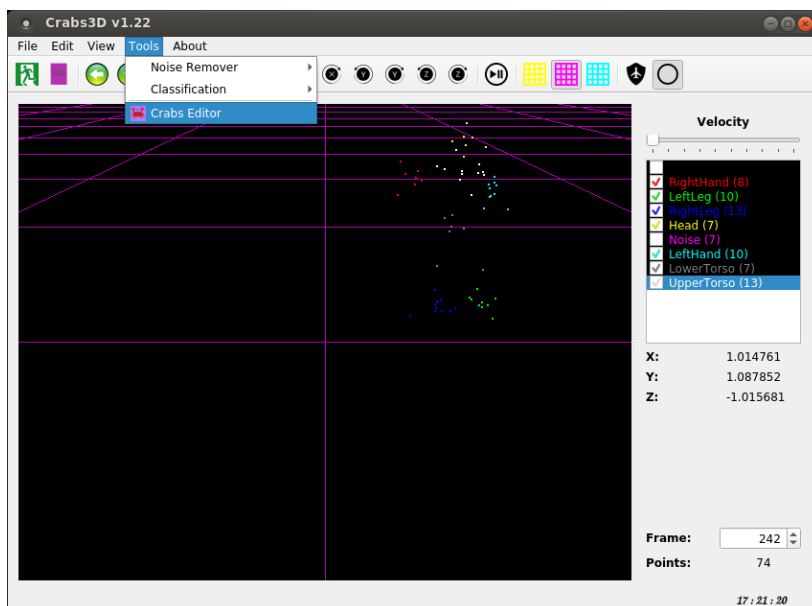 Crabs3D v1.22
File Edit View Tools About
Noise Remover
Classification
Crabs Editor
X Y Y Z Z
Velocity
RightHand (8)
LeftLeg (10)
RightLeg (13)
Head (7)
Noise (7)
LeftHand (10)
LowerTorso (7)
UpperTorso (13)
X: 1.014761
Y: 1.087852
Z: -1.015681
Frame: 242
Points: 74
17 : 21 : 20